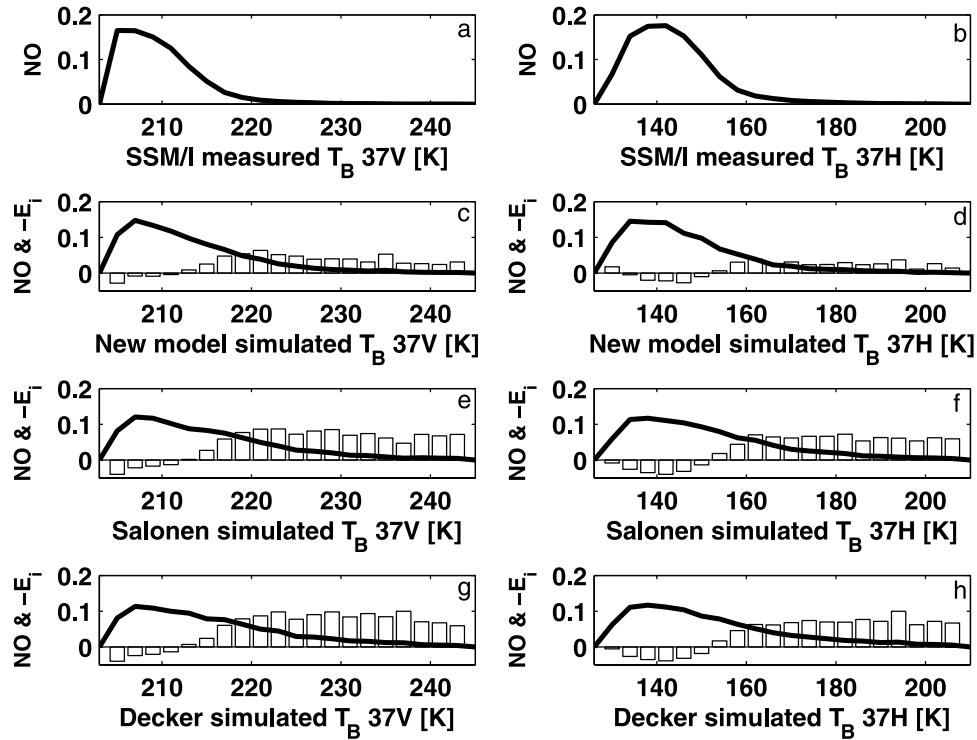 0.2
0.1
0
NO
a
210 220 230 240
SSM/I measured T_B 37V [K]
NO
b
140 160 180 200
SSM/I measured T_B 37H [K]
0.2
0.1
0
NO & -E_i
c
210 220 230 240
New model simulated T_B 37V [K]
0.2
0.1
0
NO & -E_i
d
140 160 180 200
New model simulated T_B 37H [K]
0.2
0.1
0
NO & -E_i
e
210 220 230 240
Salonen simulated T_B 37V [K]
0.2
0.1
0
NO & -E_i
f
140 160 180 200
Salonen simulated T_B 37H [K]
0.2
0.1
0
NO & -E_i
g
210 220 230 240
Decker simulated T_B 37V [K]
0.2
0.1
0
NO & -E_i
h
140 160 180 200
Decker simulated T_B 37H [K]